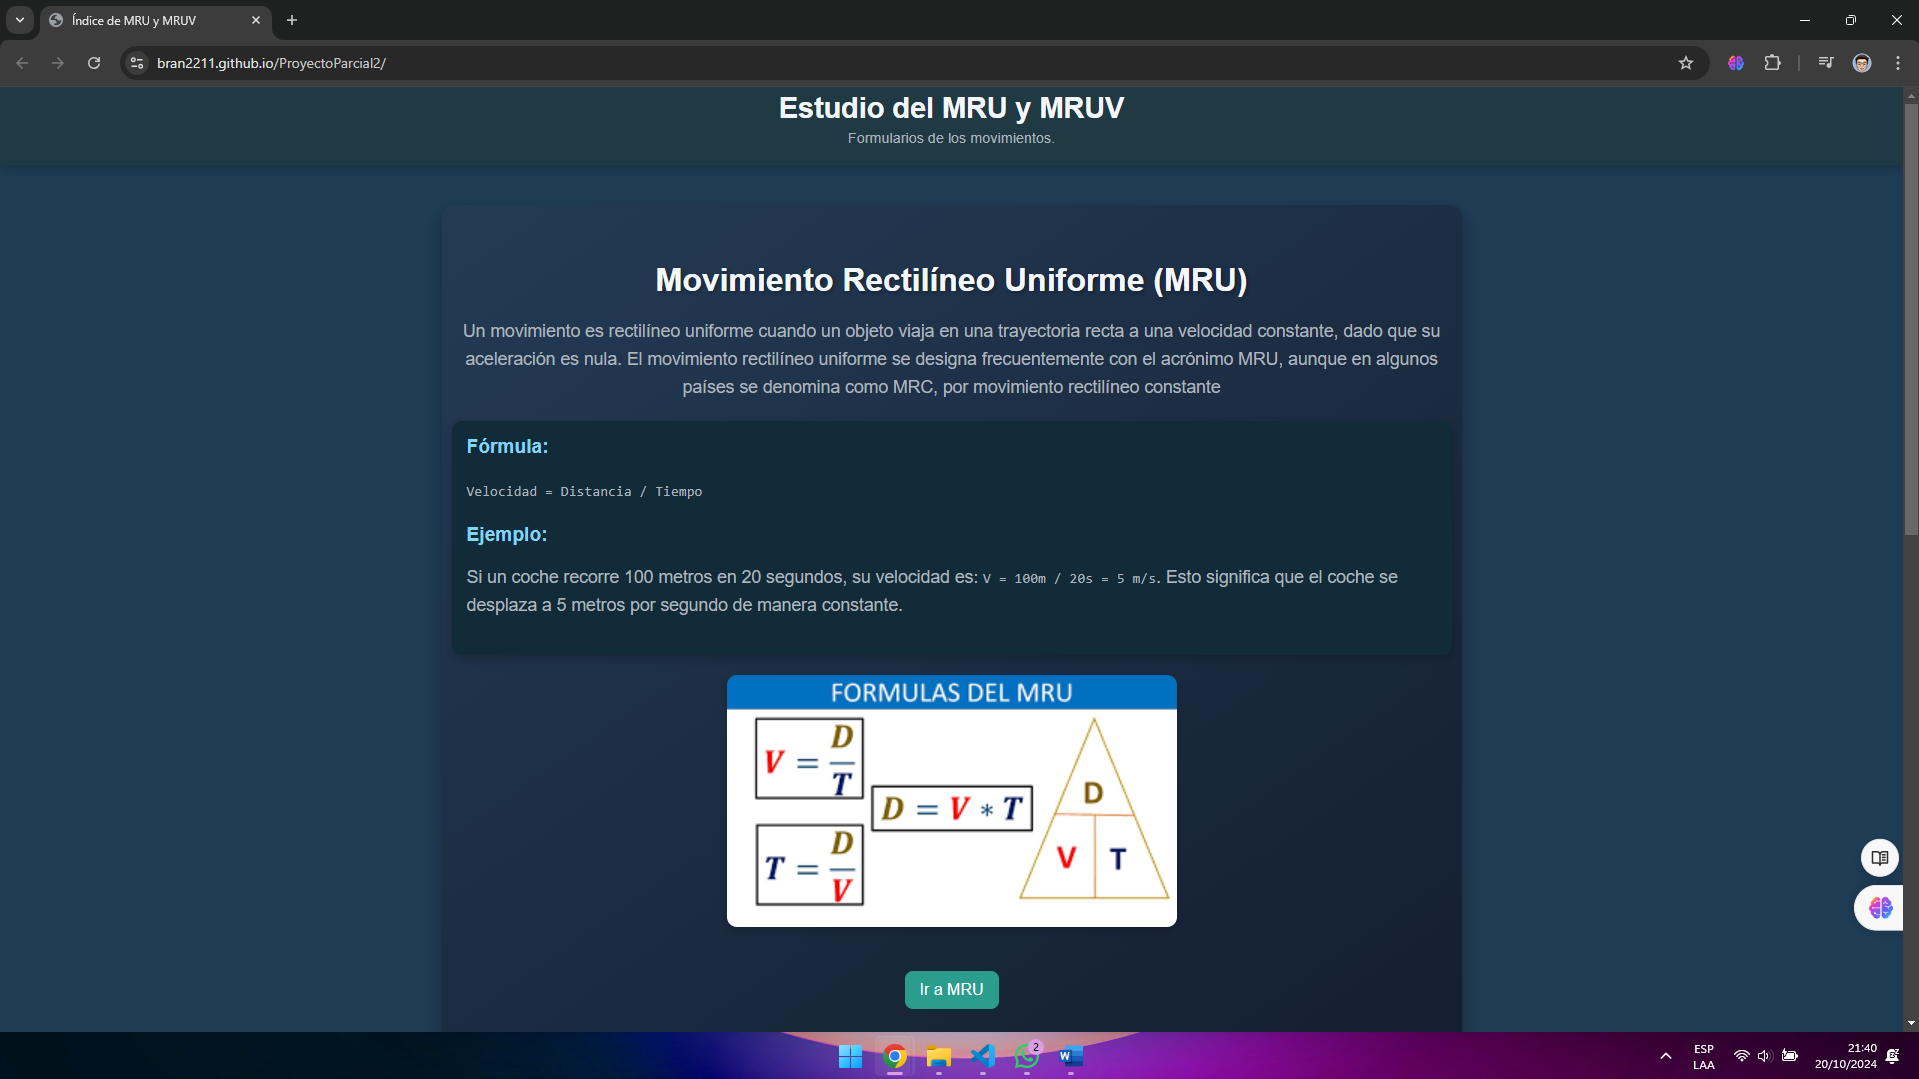 Índice de MRU y MRUV
bran2211.github.io/ProyectoParcial2/
Estudio del MRU y MRUV
Formularios de los movimientos.
Movimiento Rectilíneo Uniforme (MRU)
Un movimiento es rectilíneo uniforme cuando un objeto viaja en una trayectoria recta a una velocidad constante, dado que su
aceleración es nula. El movimiento rectilíneo uniforme se designa frecuentemente con el acrónimo MRU, aunque en algunos
países se denomina como MRC, por movimiento rectilíneo constante
Fórmula:
Velocidad = Distancia / Tiempo
Ejemplo:
Si un coche recorre 100 metros en 20 segundos, su velocidad es: V = 100m / 20s = 5 m/s. Esto significa que el coche se
desplaza a 5 metros por segundo de manera constante.
FORMULAS DEL MRU
V = D / T
D = V * T
T = D / V
D
V T
Ir a MRU
2
W
ESP
LAA
21:40
20/10/2024